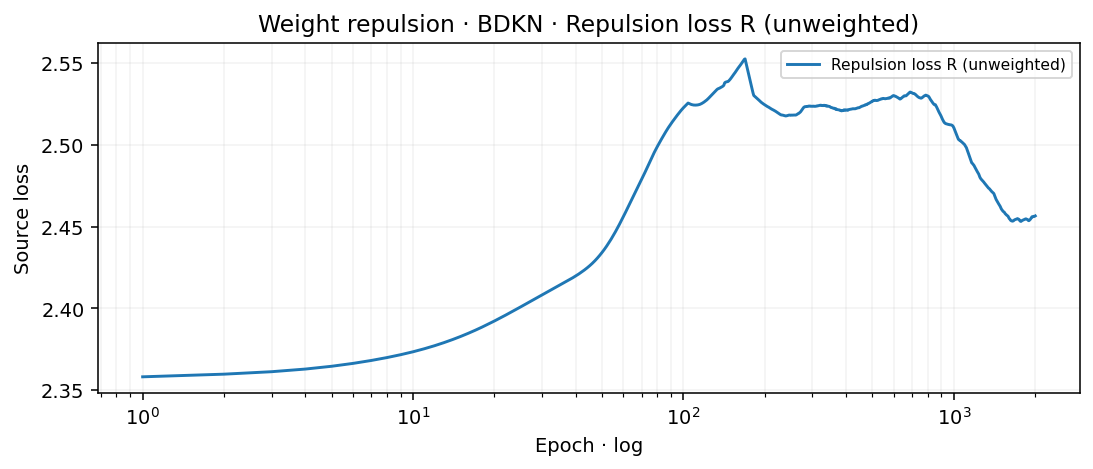 Weight repulsion · BDKN · Repulsion loss R (unweighted)
Repulsion loss R (unweighted)
Source loss
2.55
2.50
2.45
2.40
2.35
10⁰ 10¹ 10² 10³
Epoch · log